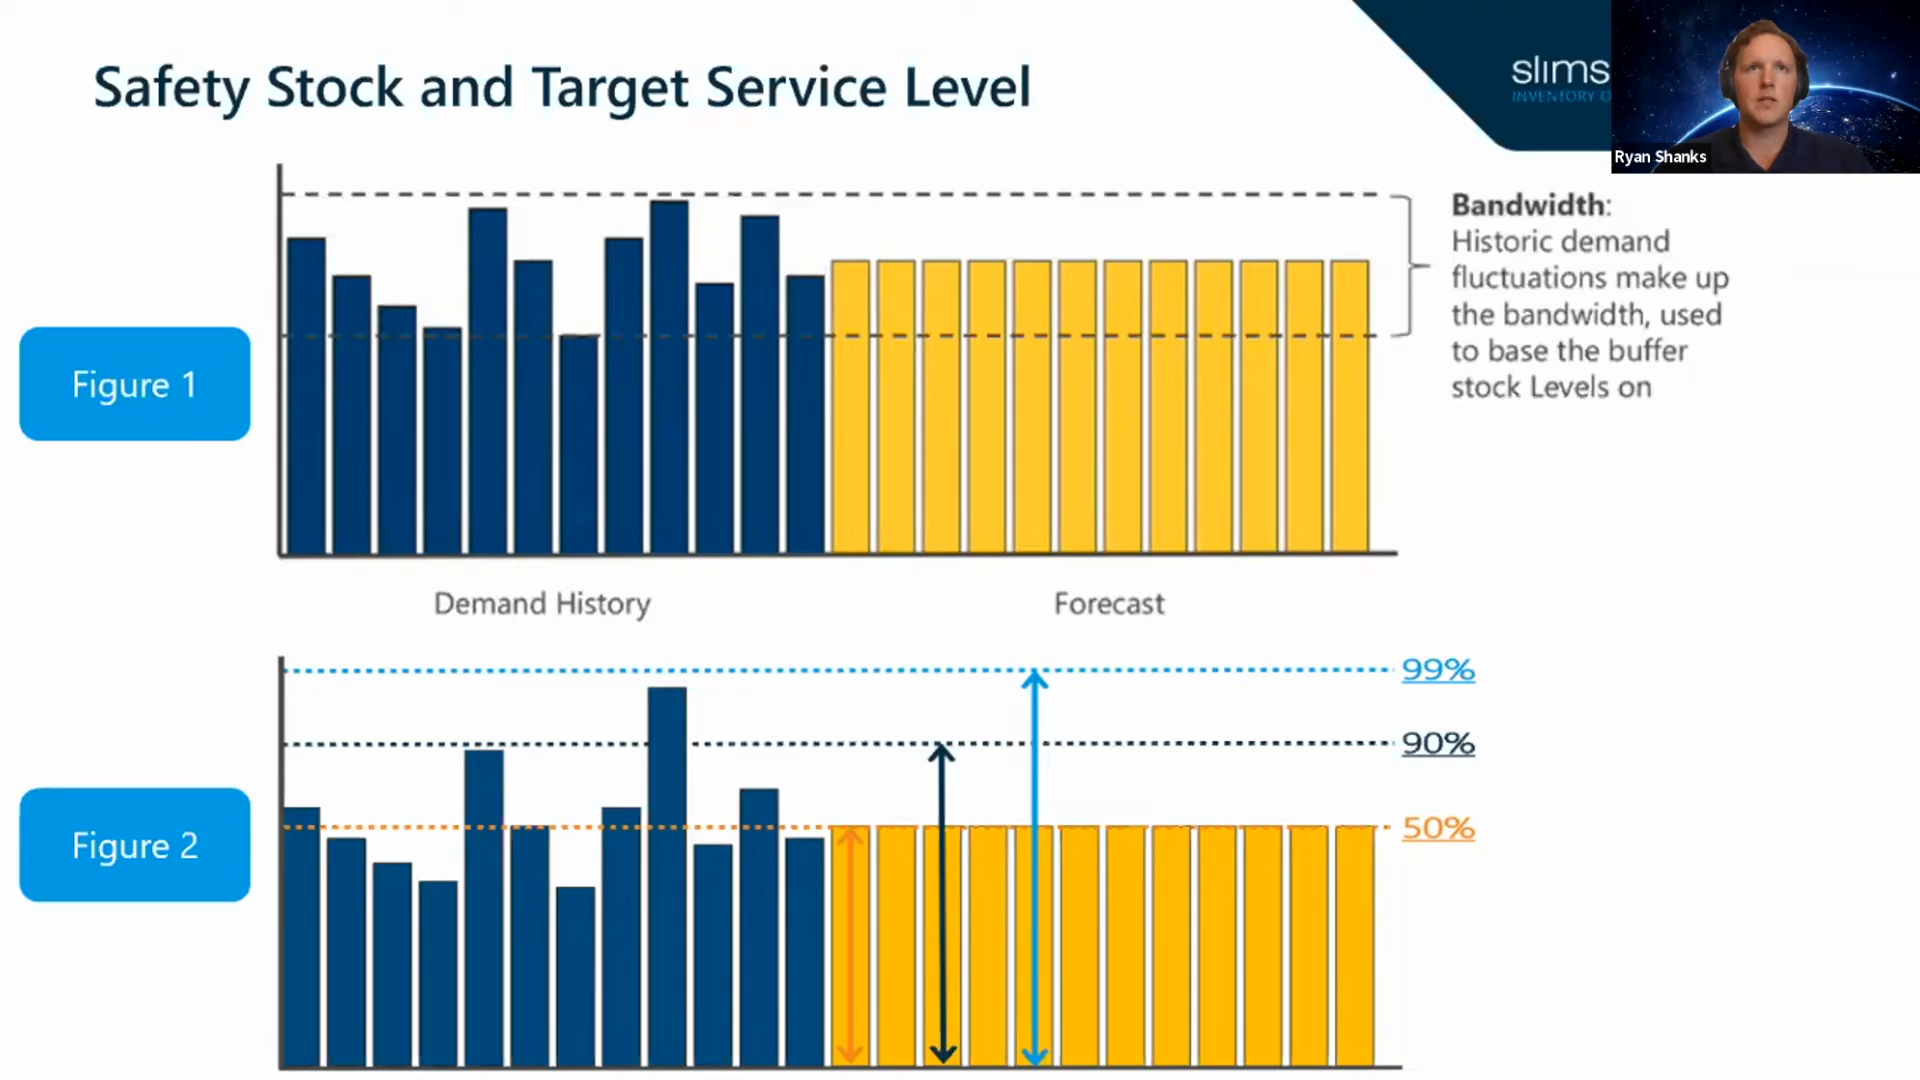 Safety Stock and Target Service Level
slims
INVENTORY O
Ryan Shanks
Bandwidth:
Historic demand
fluctuations make up
the bandwidth, used
to base the buffer
stock Levels on
Figure 1
Demand History
Forecast
99%
90%
50%
Figure 2